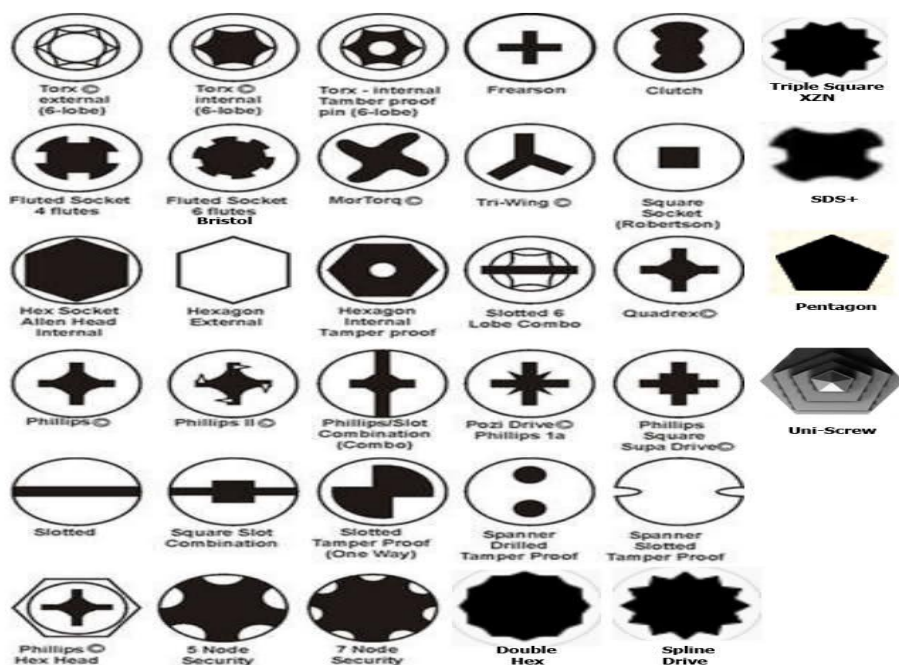 Torx ©
external
(6-lobe)
Torx ©
internal
(6-lobe)
Torx - internal
Tamber proof
pin (6-lobe)
Frearson
Clutch
Triple Square
XZN
Fluted Socket
4 flutes
Fluted Socket
6 flutes
Bristol
MorTorq ©
Tri-Wing ©
Square
Socket
(Robertson)
SDS+
Hex Socket
Allen Head
Internal
Hexagon
External
Hexagon
Internal
Tamper proof
Slotted 6
Lobe Combo
Quadrex©
Pentagon
Phillips©
Phillips II©
Phillips/Slot
Combination
(Combo)
Pozi Drive©
Phillips 1a
Phillips
Square
Supa Drive©
Uni-Screw
Slotted
Square Slot
Combination
Slotted
Tamper Proof
(One Way)
Spanner
Drilled
Tamper Proof
Spanner
Slotted
Tamper Proof
Phillips ©
Hex Head
5 Node
Security
7 Node
Security
Double
Hex
Spline
Drive